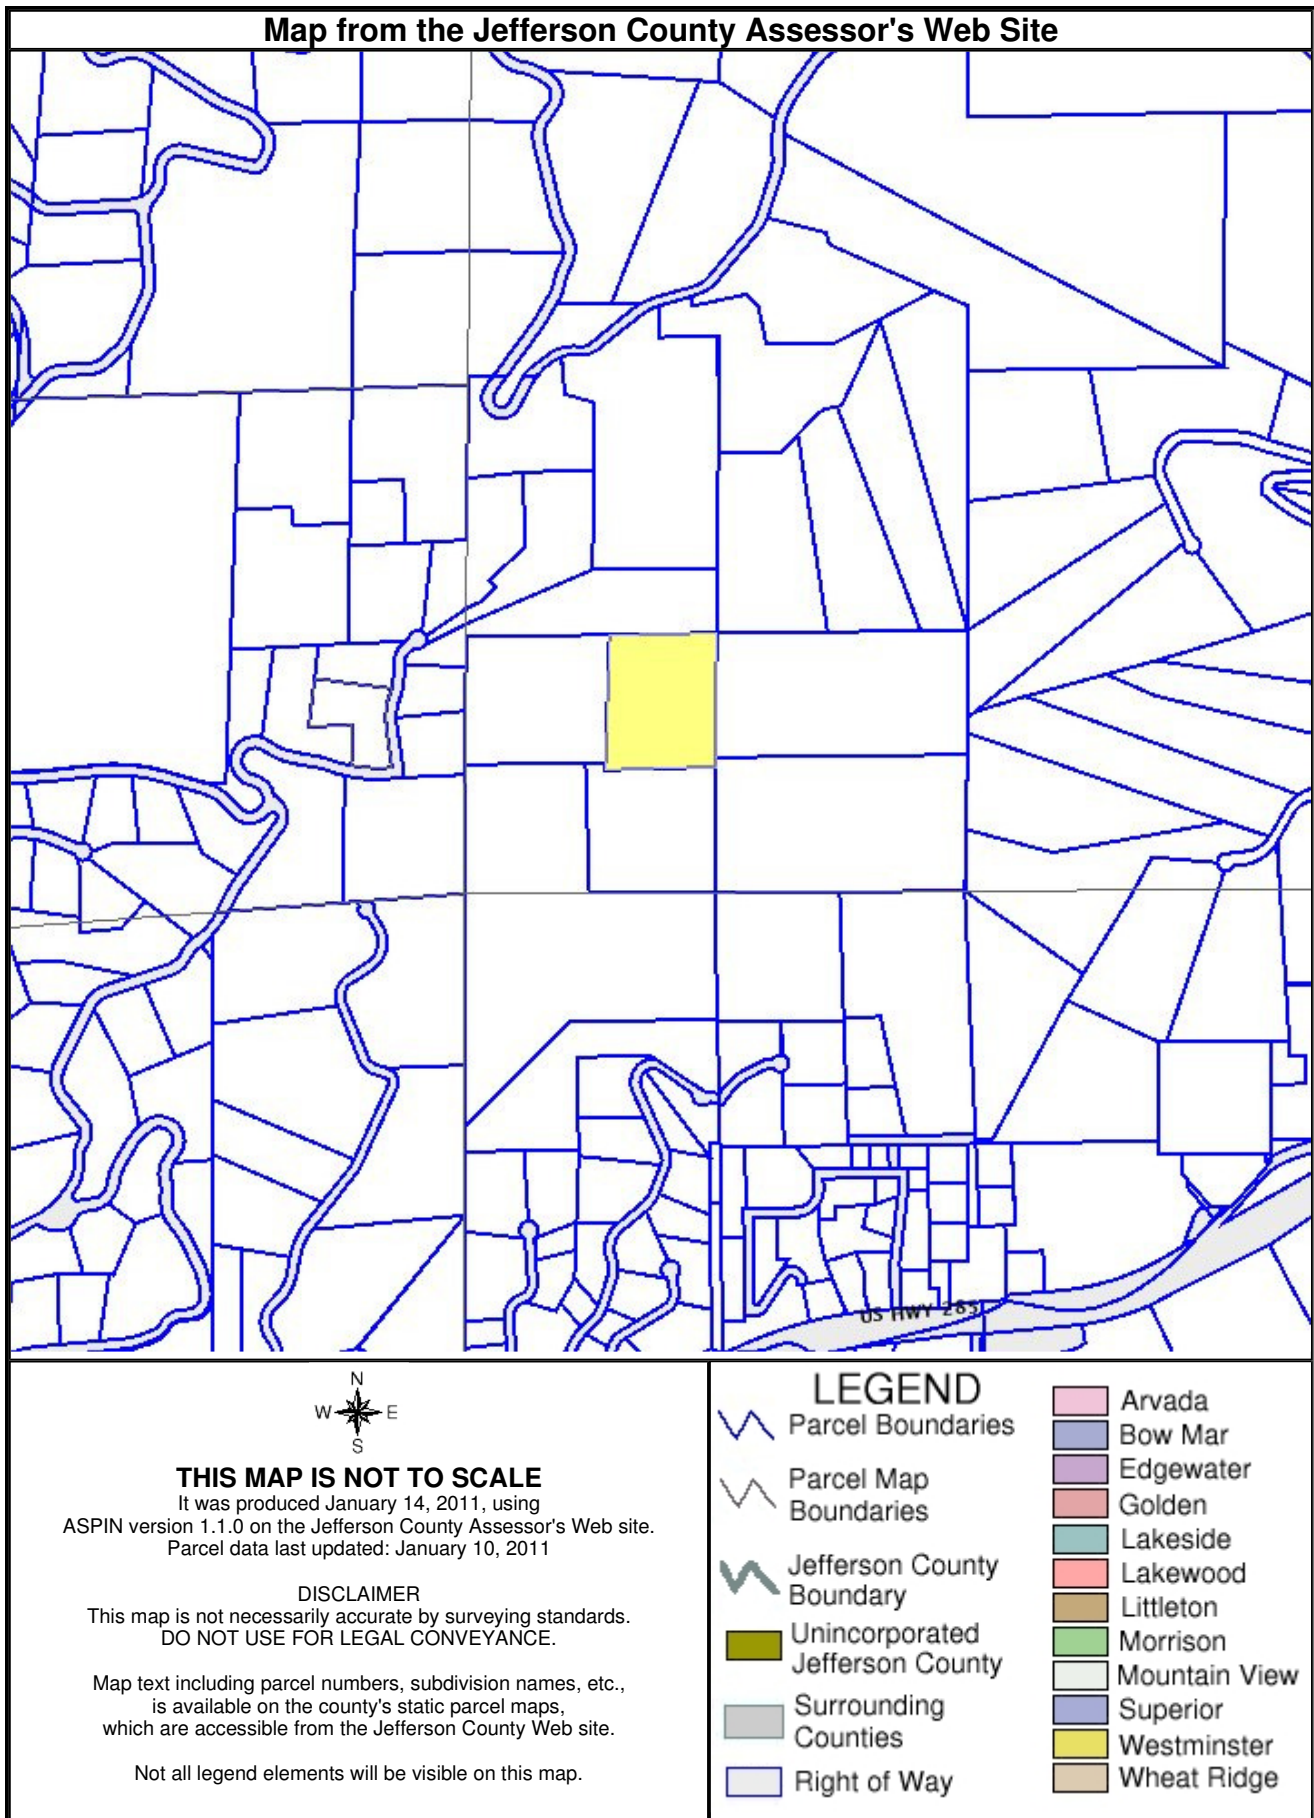 Map from the Jefferson County Assessor's Web Site
US HWY 285
N
W E
S
THIS MAP IS NOT TO SCALE
It was produced January 14, 2011, using
ASPIN version 1.1.0 on the Jefferson County Assessor's Web site.
Parcel data last updated: January 10, 2011
DISCLAIMER
This map is not necessarily accurate by surveying standards.
DO NOT USE FOR LEGAL CONVEYANCE.
Map text including parcel numbers, subdivision names, etc.,
is available on the county's static parcel maps,
which are accessible from the Jefferson County Web site.
Not all legend elements will be visible on this map.
LEGEND
Parcel Boundaries
Parcel Map
Boundaries
Jefferson County
Boundary
Unincorporated
Jefferson County
Surrounding
Counties
Right of Way
Arvada
Bow Mar
Edgewater
Golden
Lakeside
Lakewood
Littleton
Morrison
Mountain View
Superior
Westminster
Wheat Ridge